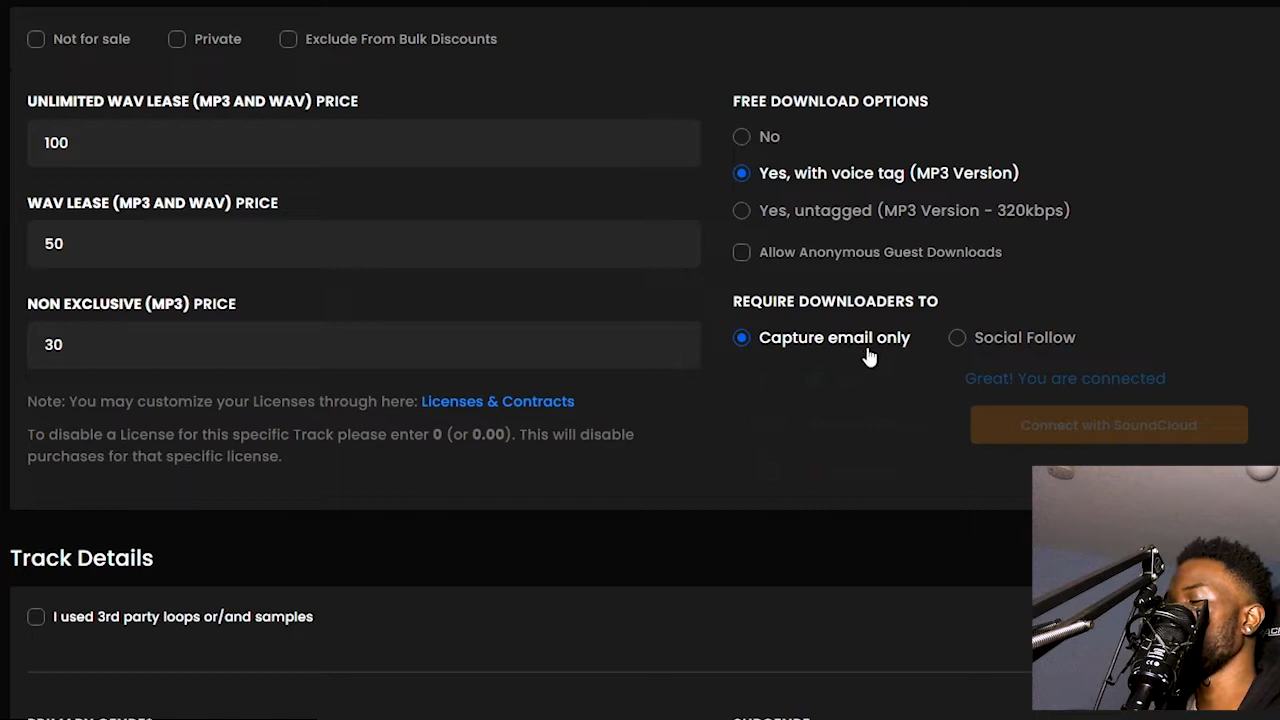 Not for sale
Private
Exclude From Bulk Discounts
UNLIMITED WAV LEASE (MP3 AND WAV) PRICE
100
WAV LEASE (MP3 AND WAV) PRICE
50
NON EXCLUSIVE (MP3) PRICE
30
Note: You may customize your Licenses through here: Licenses & Contracts
To disable a License for this specific Track please enter 0 (or 0.00). This will disable
purchases for that specific license.
FREE DOWNLOAD OPTIONS
No
Yes, with voice tag (MP3 Version)
Yes, untagged (MP3 Version - 320kbps)
Allow Anonymous Guest Downloads
REQUIRE DOWNLOADERS TO
Capture email only
Social Follow
Great! You are connected
Connect with SoundCloud
Track Details
I used 3rd party loops or/and samples